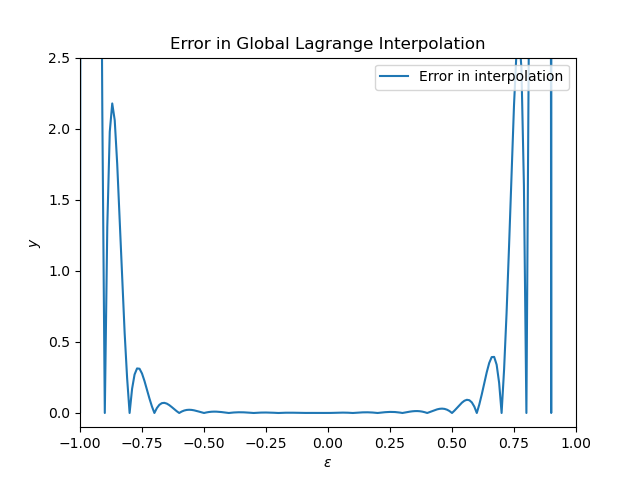 Error in Global Lagrange Interpolation
Error in interpolation
2.5
2.0
1.5
1.0
0.5
0.0
y
−1.00 −0.75 −0.50 −0.25 0.00 0.25 0.50 0.75 1.00
ε